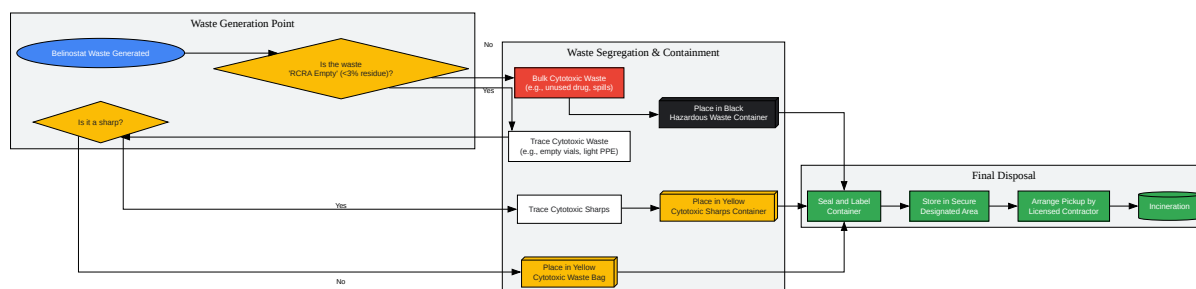 Waste Generation Point
Belinostat Waste Generated
Is the waste
'RCRA Empty' (<3% residue)?
No
Yes
Is it a sharp?
Waste Segregation & Containment
Bulk Cytotoxic Waste
(e.g., unused drug, spills)
Place in Black
Hazardous Waste Container
Trace Cytotoxic Waste
(e.g., empty vials, light PPE)
Yes
Trace Cytotoxic Sharps
Place in Yellow
Cytotoxic Sharps Container
No
Place in Yellow
Cytotoxic Waste Bag
Final Disposal
Seal and Label
Container
Store in Secure
Designated Area
Arrange Pickup by
Licensed Contractor
Incineration